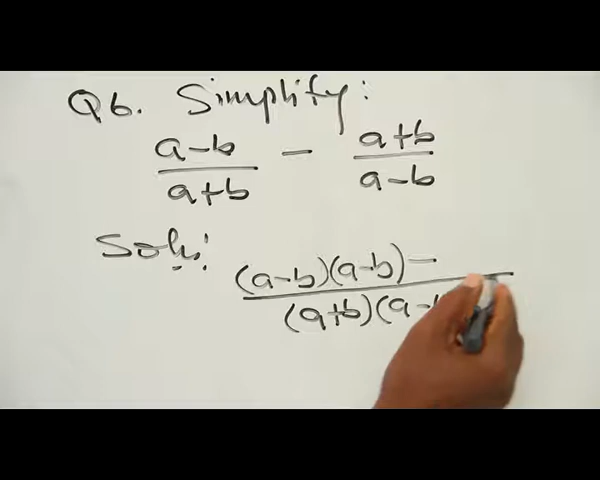 Q6. Simplify:
a-b/a+b - a+b/a-b
Soln:
(a-b)(a-b) -
(a+b)(a-